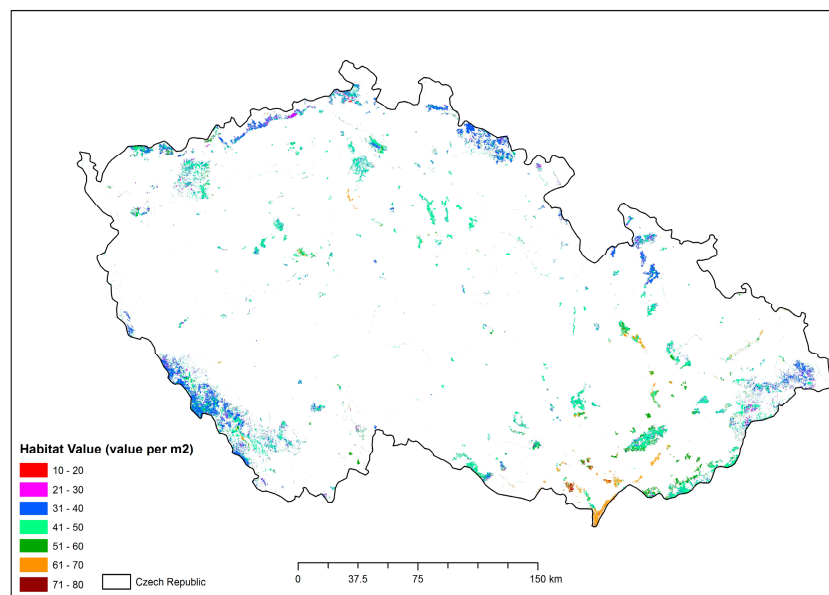 Habitat Value (value per m2)
10 - 20
21 - 30
31 - 40
41 - 50
51 - 60
61 - 70
71 - 80
Czech Republic
0 37.5 75 150 km